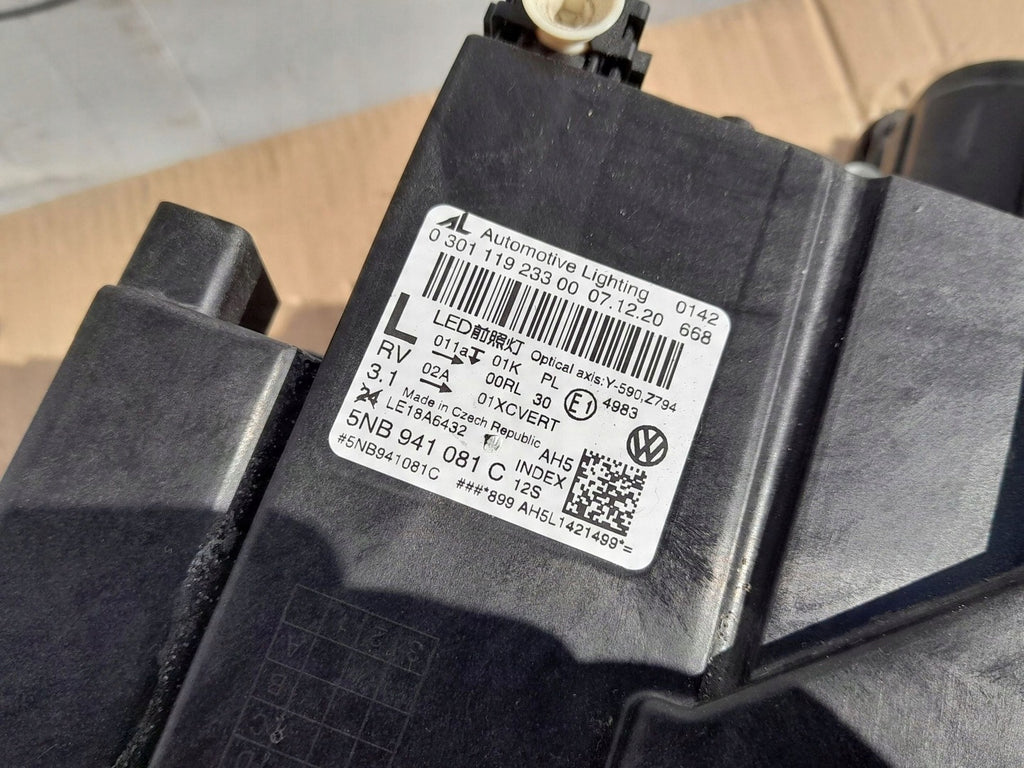 AL Automotive Lighting
0 301 119 233 00 07.12.20 0142
668
L
LED前照灯 Optical axis:Y-590,Z794
RV 011a 01K PL
3.1 02A 00RL 30 E1 4983
01XCVERT
Made in Czech Republic
LE18A6432 AH5
5NB 941 081 C INDEX
12S
#5NB941081C ###*899 AH5L1421499*=
A
B
C